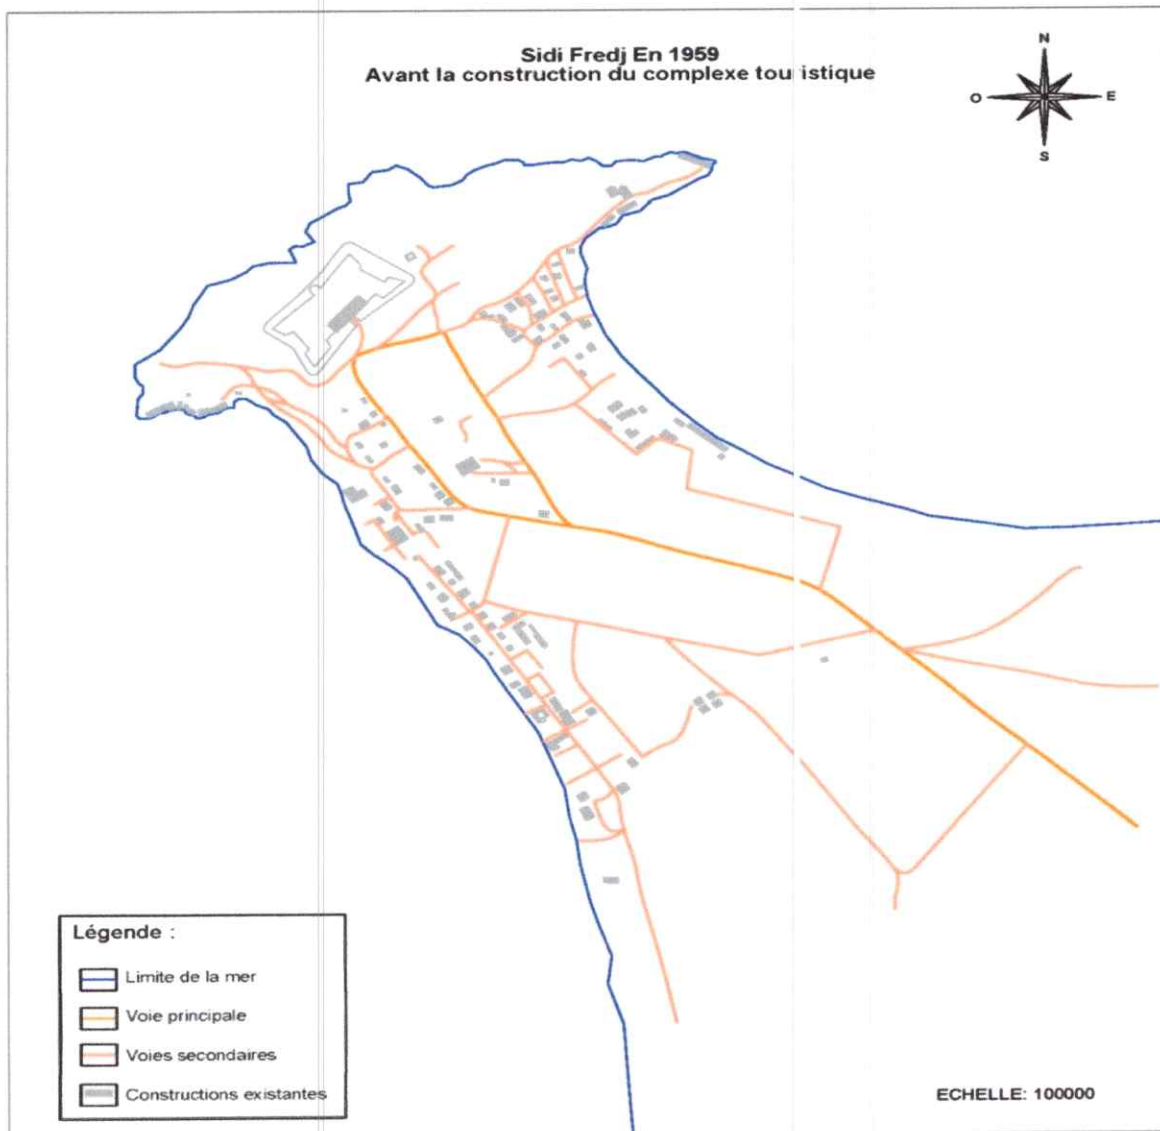 Sidi Fredj En 1959
Avant la construction du complexe touristique
N
O
E
S
Légende :
Limite de la mer
Voie principale
Voies secondaires
Constructions existantes
ECHELLE: 100000